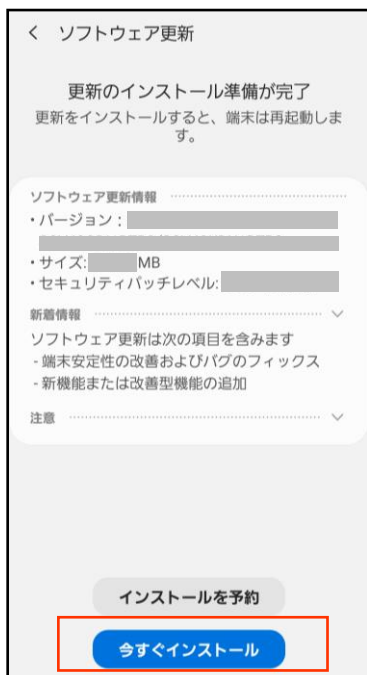 < ソフトウェア更新
更新のインストール準備が完了
更新をインストールすると、端末は再起動しま
す。
ソフトウェア更新情報
・バージョン：
・サイズ: MB
・セキュリティパッチレベル:
新着情報
ソフトウェア更新は次の項目を含みます
- 端末安定性の改善およびバグのフィックス
- 新機能または改善型機能の追加
注意
インストールを予約
今すぐインストール